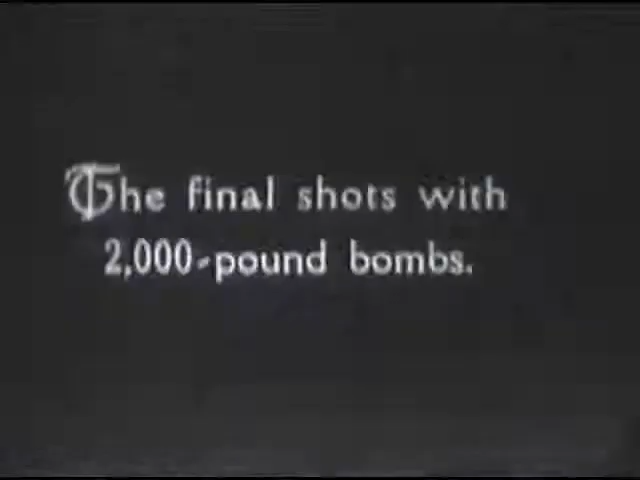 The final shots with
2,000-pound bombs.